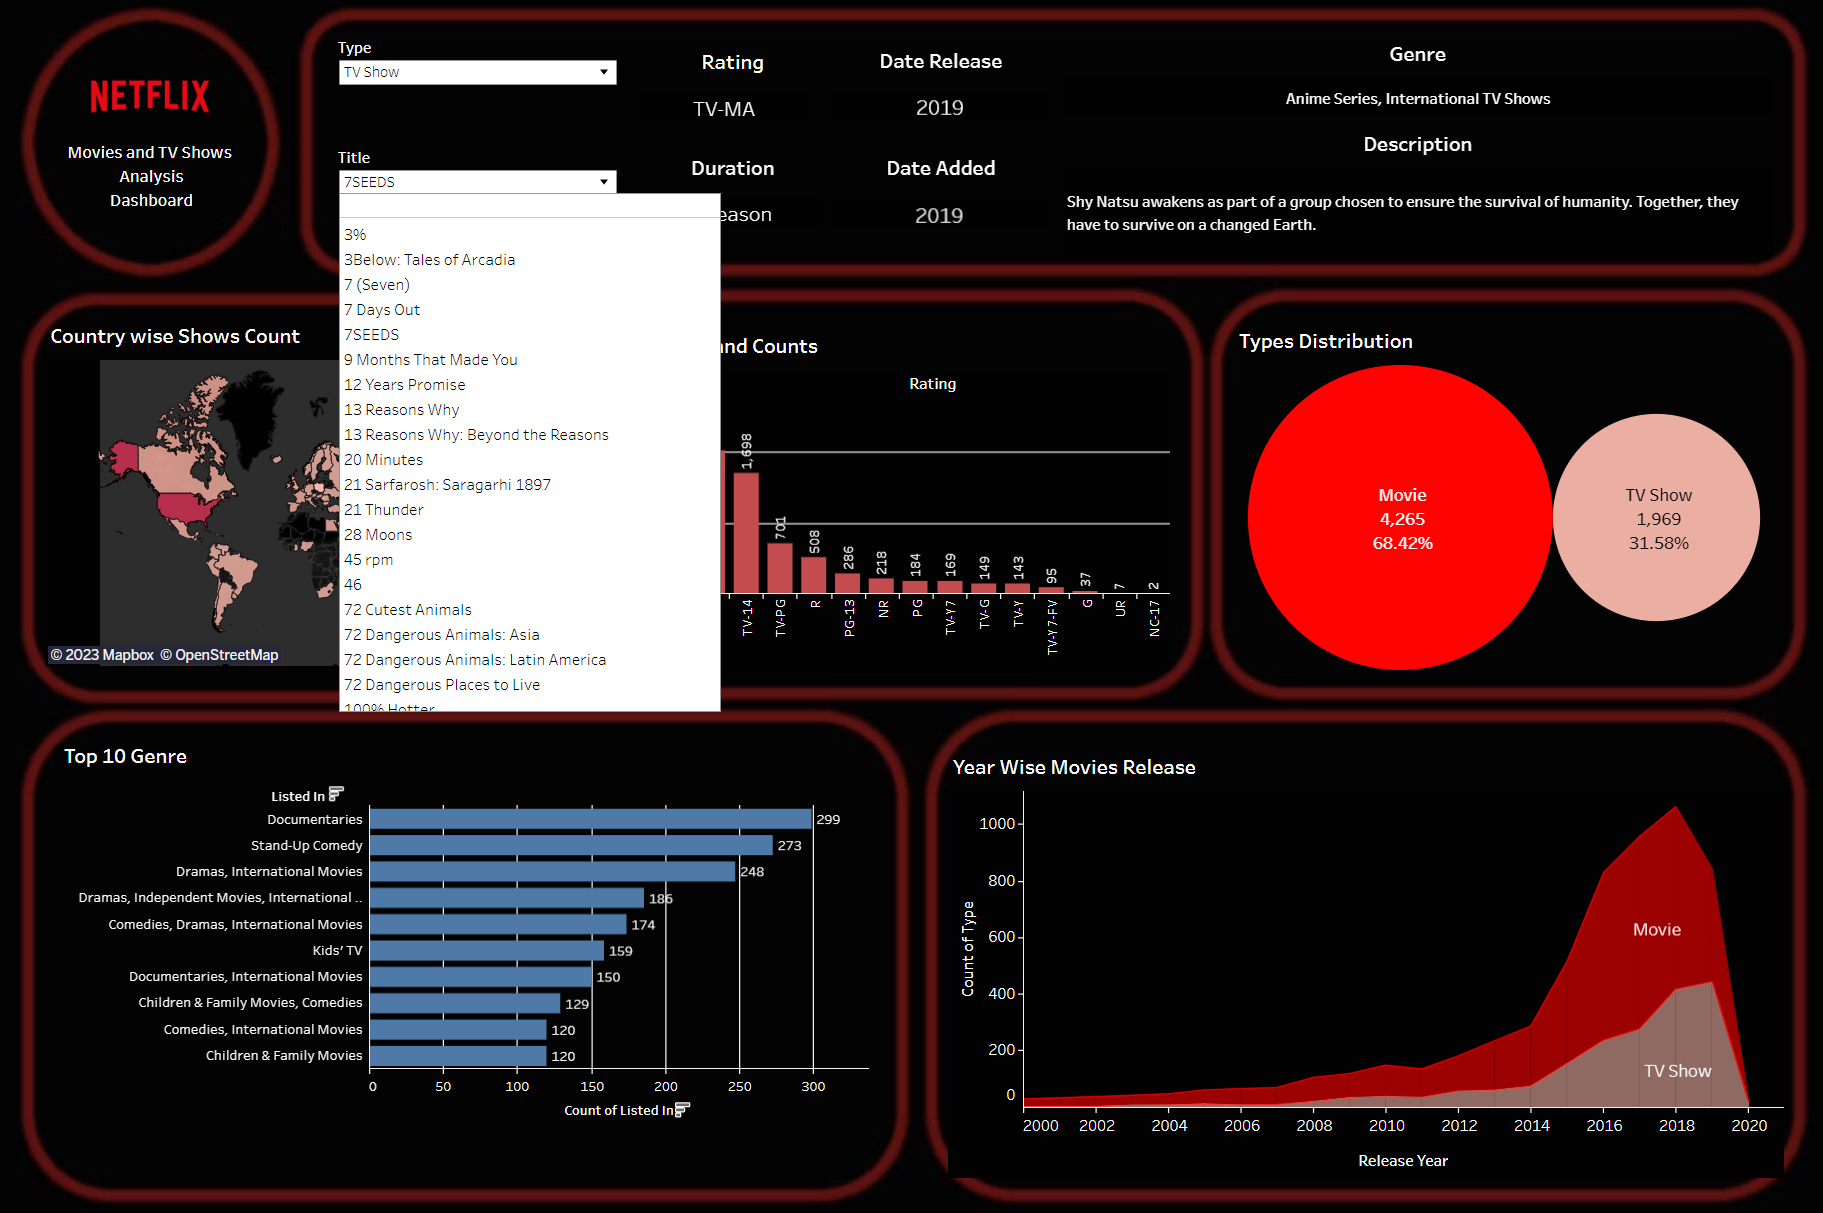 NETFLIX
Movies and TV Shows
Analysis
Dashboard
Type
TV Show
Title
7SEEDS
Rating
TV-MA
Date Release
2019
Duration
eason
Date Added
2019
Genre
Anime Series, International TV Shows
Description
Shy Natsu awakens as part of a group chosen to ensure the survival of humanity. Together, they
have to survive on a changed Earth.
3%
3Below: Tales of Arcadia
7 (Seven)
7 Days Out
7SEEDS
9 Months That Made You
12 Years Promise
13 Reasons Why
13 Reasons Why: Beyond the Reasons
20 Minutes
21 Sarfarosh: Saragarhi 1897
21 Thunder
28 Moons
45 rpm
46
72 Cutest Animals
72 Dangerous Animals: Asia
72 Dangerous Animals: Latin America
72 Dangerous Places to Live
100% Hotter
Country wise Shows Count
© 2023 Mapbox © OpenStreetMap
and Counts
Rating
1,698
701
508
286
218
184
169
149
143
95
37
7
2
TV-14
TV-PG
R
PG-13
NR
PG
TV-Y7
TV-G
TV-Y
TV-Y7-FV
G
UR
NC-17
Types Distribution
Movie
4,265
68.42%
TV Show
1,969
31.58%
Top 10 Genre
Listed In
Documentaries 299
Stand-Up Comedy 273
Dramas, International Movies 248
Dramas, Independent Movies, International .. 186
Comedies, Dramas, International Movies 174
Kids' TV 159
Documentaries, International Movies 150
Children & Family Movies, Comedies 129
Comedies, International Movies 120
Children & Family Movies 120
0 50 100 150 200 250 300
Count of Listed In
Year Wise Movies Release
Count of Type
1000
800
600
400
200
0
Movie
TV Show
2000 2002 2004 2006 2008 2010 2012 2014 2016 2018 2020
Release Year